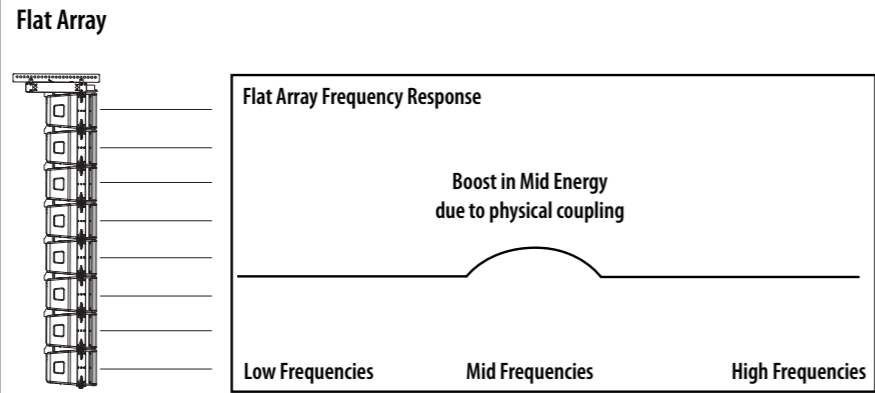 Flat Array
Flat Array Frequency Response
Boost in Mid Energy
due to physical coupling
Low Frequencies
Mid Frequencies
High Frequencies